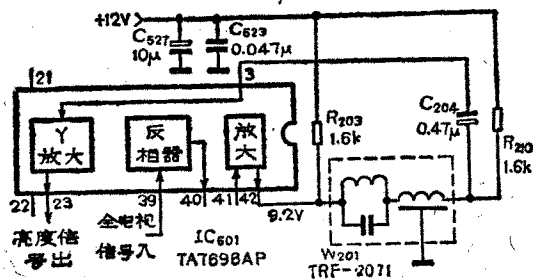 +12V
C527
10μ
C523
0.047μ
21
3
Y
放大
反
相器
放
大
R203
1.6k
C204
0.47μ
R210
1.6k
22
23
39
40
41
42
9.2V
亮度信
号出
全电视
信号入
IC501
TA7698AP
W201
TRF-2071